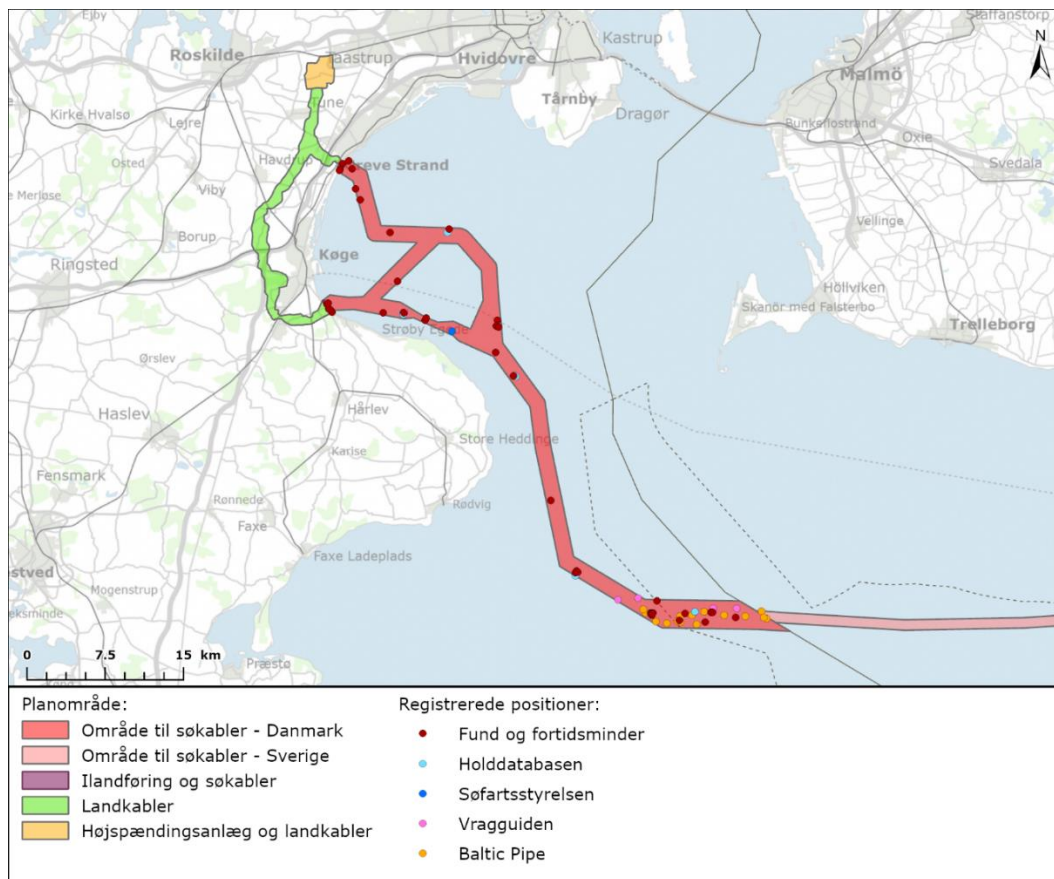 Ejby
Staffanstorp
Roskilde
Taastrup
Hvidovre
Kastrup
N
Malmö
Tårnby
Dragør
Tune
Kirke Hvalsø
Lejre
Bunkeflostrand
Oxie
Osted
Havdrup
Greve Strand
Svedala
Merløse
Viby
Vellinge
Borup
Køge
Ringsted
Höllviken
Skanör med Falsterbo
Strøby Egede
Trelleborg
Ørslev
Haslev
Hårlev
Store Heddinge
Karise
Fensmark
Rønnede
Rødvig
Faxe
Faxe Ladeplads
Mogenstrup
0 7.5 15 km
Præstø
Planområde:
Område til søkabler - Danmark
Område til søkabler - Sverige
Ilandføring og søkabler
Landkabler
Højspændingsanlæg og landkabler
Registrerede positioner:
Fund og fortidsminder
Holddatabasen
Søfartsstyrelsen
Vragguiden
Baltic Pipe